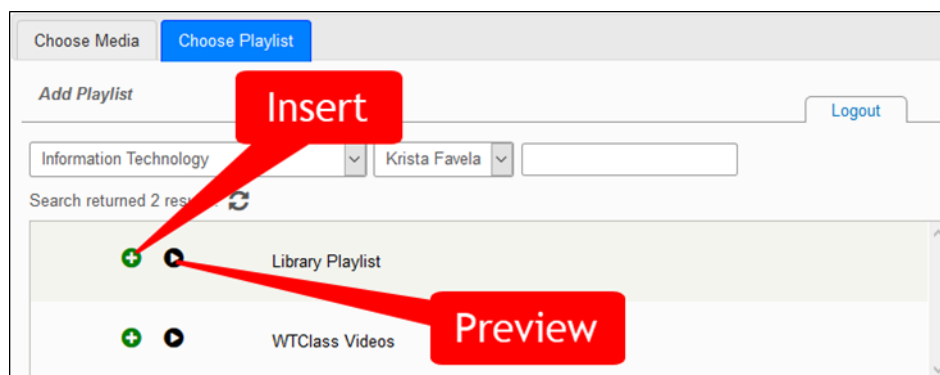 Choose Media Choose Playlist
Add Playlist
Insert
Logout
Information Technology Krista Favela
Search returned 2
Library Playlist
Preview
WTClass Videos